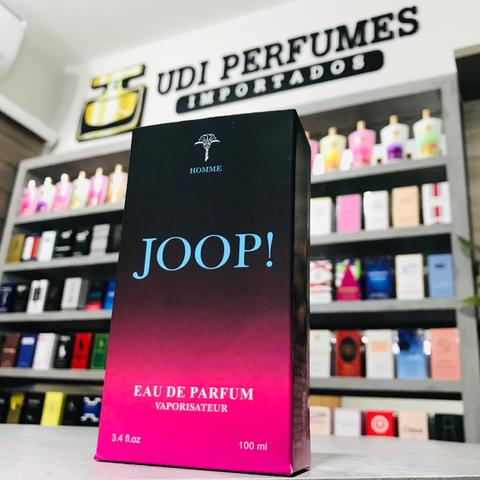 UDI PERFUMES
IMPORTADOS
HOMME
JOOP!
EAU DE PARFUM
VAPORISATEUR
3.4 fl.oz
100 ml